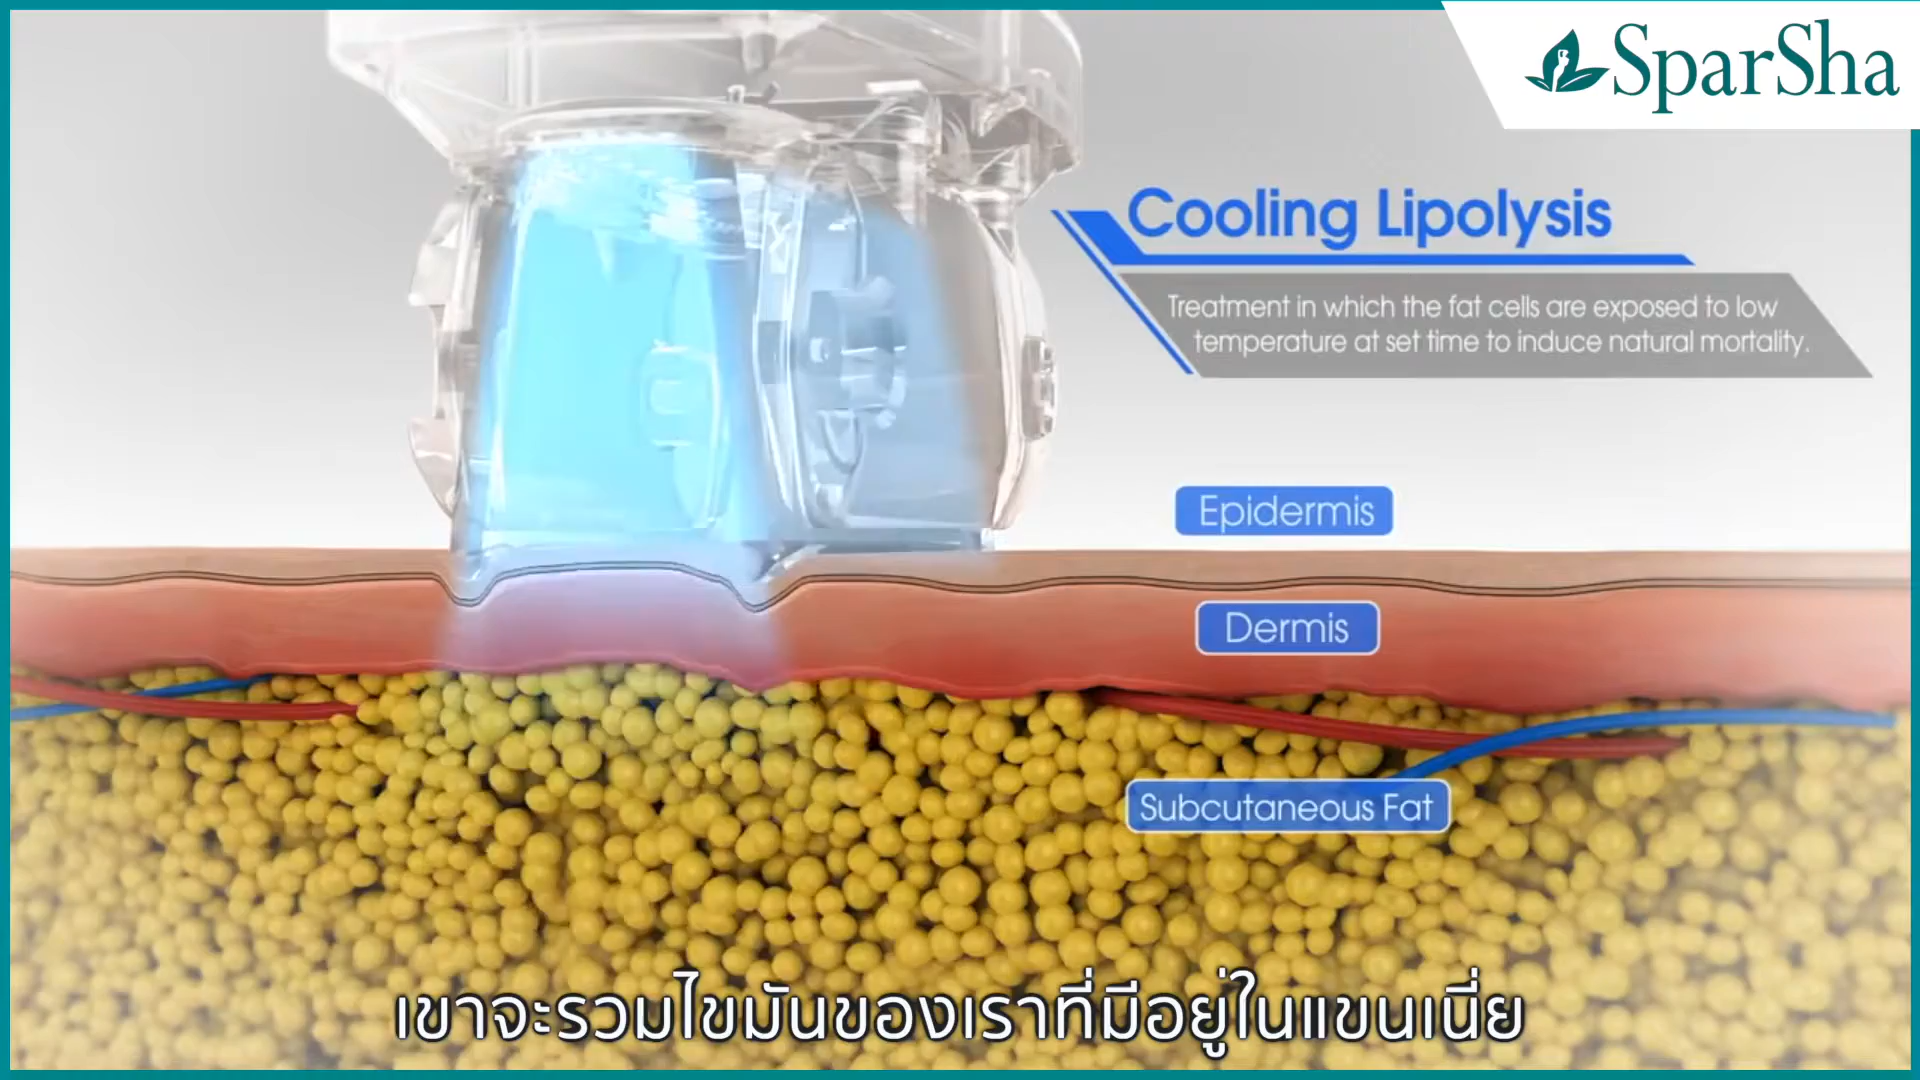 SparSha
Cooling Lipolysis
Treatment in which the fat cells are exposed to low
temperature at set time to induce natural mortality.
Epidermis
Dermis
Subcutaneous Fat
เขาจะรวมไขมันของเราที่มีอยู่ในแขนเนี่ย